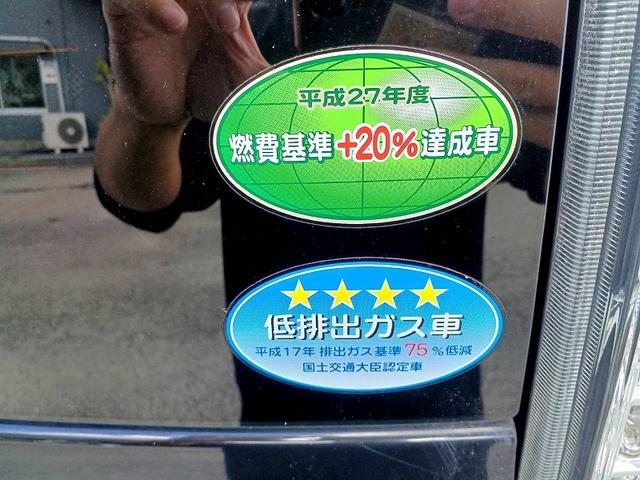 平成27年度
燃費基準+20%達成車
★★★★
低排出ガス車
平成17年 排出ガス基準 75 %低減
国土交通大臣認定車